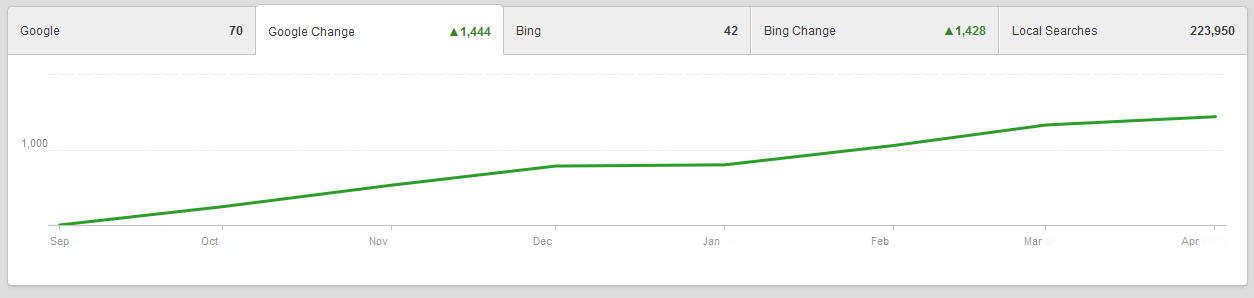 Google 70 Google Change ▲1,444 Bing 42 Bing Change ▲1,428 Local Searches 223,950
1,000
Sep Oct Nov Dec Jan Feb Mar Apr